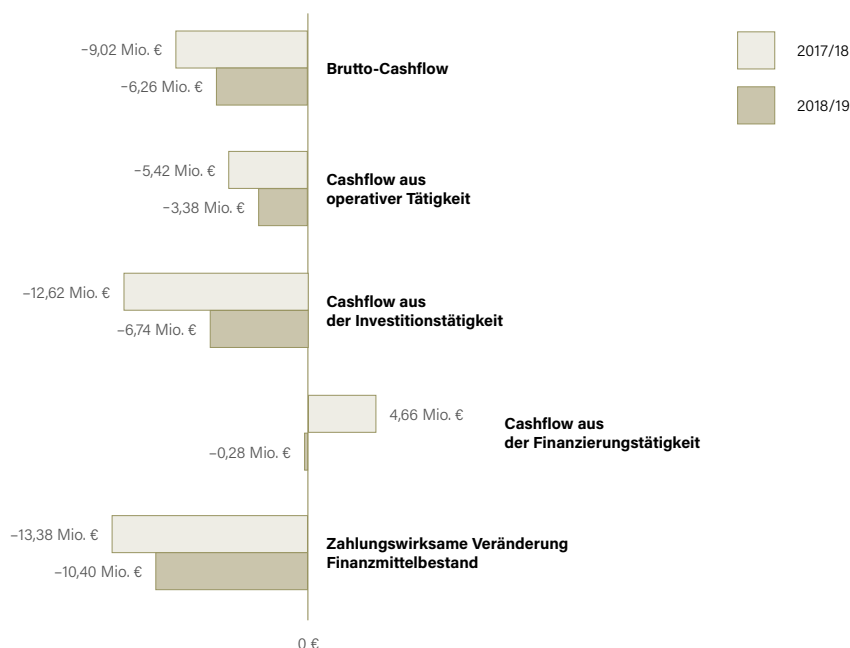 2017/18
2018/19
−9,02 Mio. €
−6,26 Mio. €
Brutto-Cashflow
−5,42 Mio. €
−3,38 Mio. €
Cashflow aus
operativer Tätigkeit
−12,62 Mio. €
−6,74 Mio. €
Cashflow aus
der Investitionstätigkeit
4,66 Mio. €
−0,28 Mio. €
Cashflow aus
der Finanzierungstätigkeit
−13,38 Mio. €
−10,40 Mio. €
Zahlungswirksame Veränderung
Finanzmittelbestand
0 €